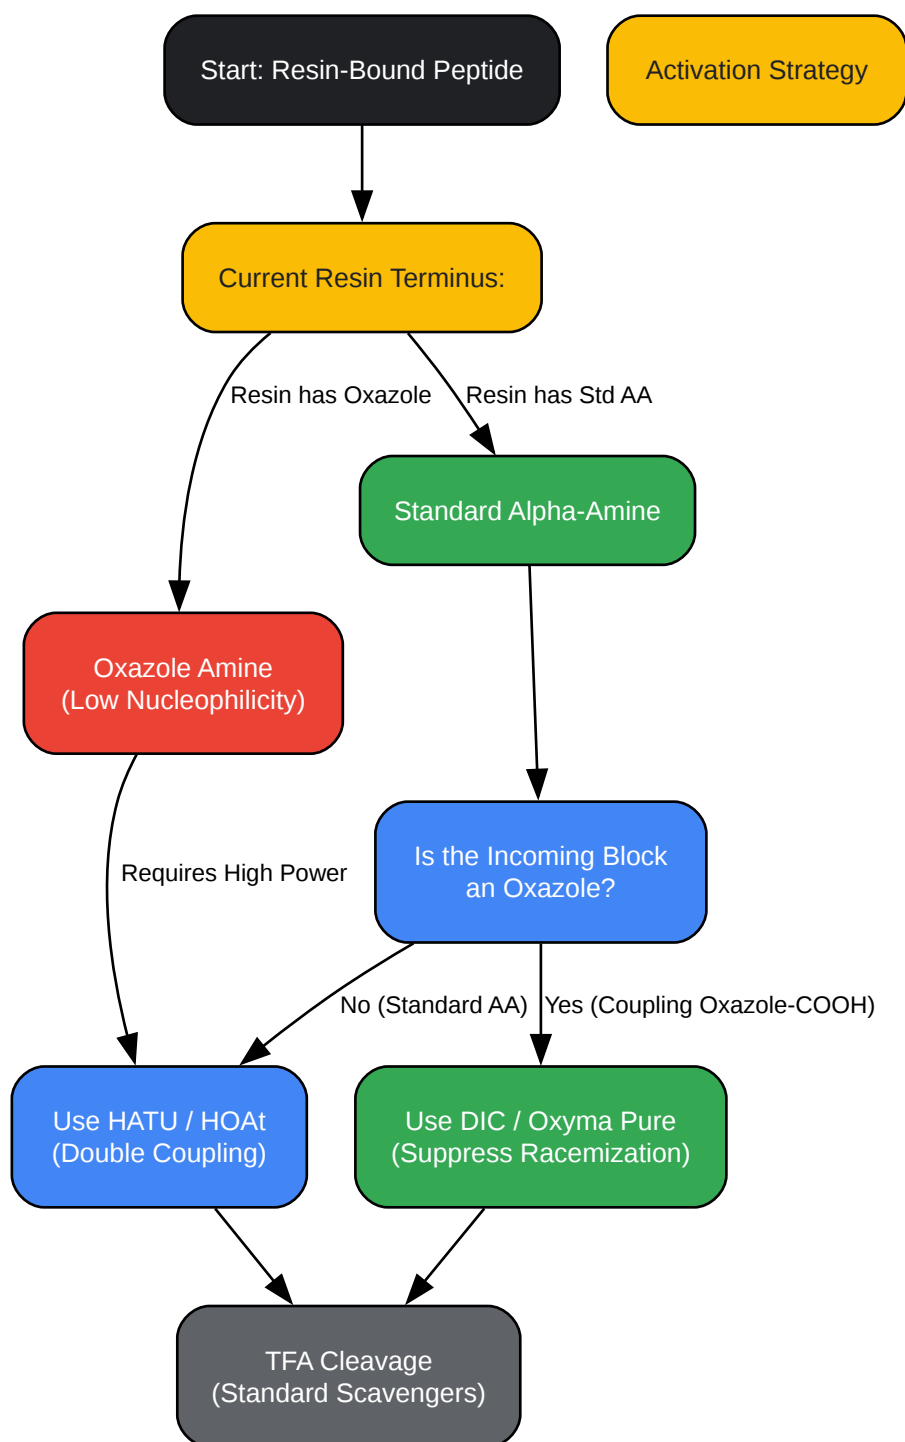 Start: Resin-Bound Peptide
Activation Strategy
Current Resin Terminus:
Resin has Oxazole
Resin has Std AA
Standard Alpha-Amine
Oxazole Amine
(Low Nucleophilicity)
Requires High Power
Is the Incoming Block
an Oxazole?
No (Standard AA)
Yes (Coupling Oxazole-COOH)
Use HATU / HOAt
(Double Coupling)
Use DIC / Oxyma Pure
(Suppress Racemization)
TFA Cleavage
(Standard Scavengers)